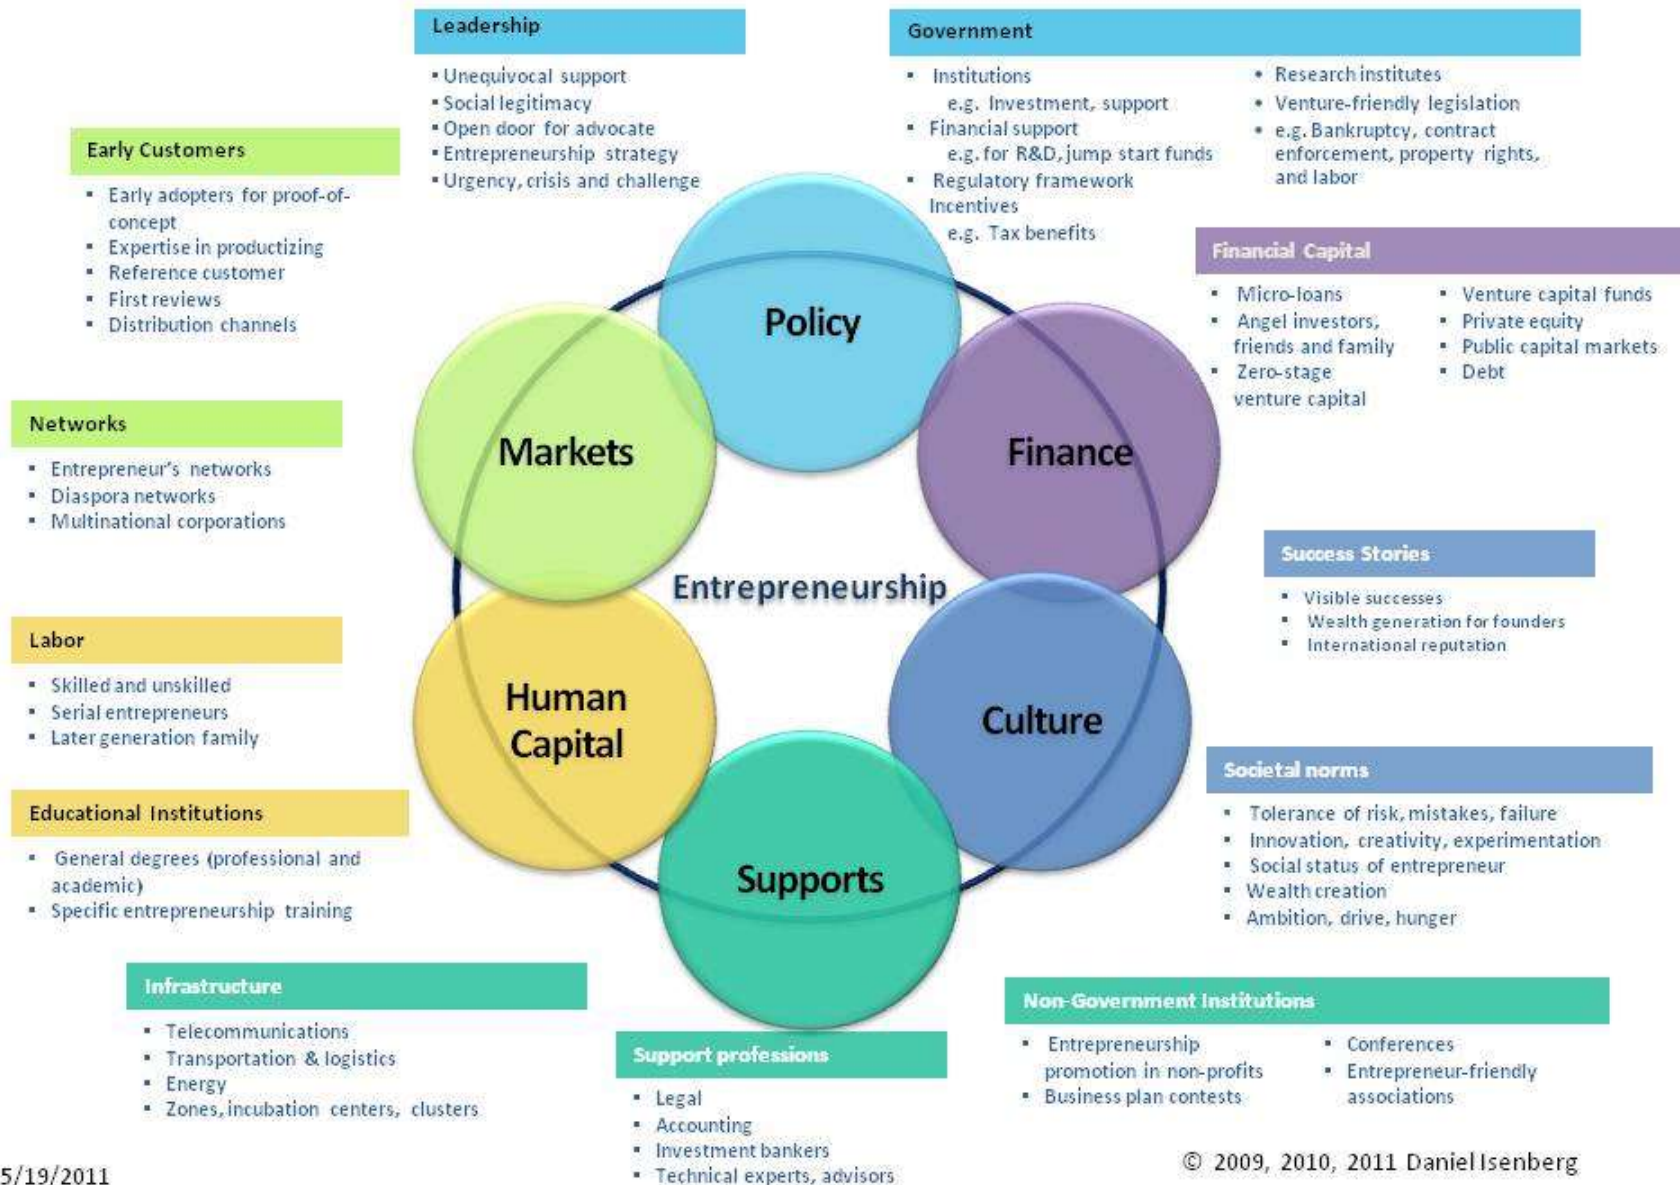 Leadership
▪ Unequivocal support
▪ Social legitimacy
▪ Open door for advocate
▪ Entrepreneurship strategy
▪ Urgency, crisis and challenge
Government
▪ Institutions
e.g. Investment, support
▪ Financial support
e.g. for R&D, jump start funds
▪ Regulatory framework
Incentives
e.g. Tax benefits
• Research institutes
• Venture-friendly legislation
• e.g. Bankruptcy, contract
enforcement, property rights,
and labor
Early Customers
▪ Early adopters for proof-of-
concept
▪ Expertise in productizing
▪ Reference customer
▪ First reviews
▪ Distribution channels
Financial Capital
▪ Micro-loans
▪ Angel investors,
friends and family
▪ Zero-stage
venture capital
▪ Venture capital funds
▪ Private equity
▪ Public capital markets
▪ Debt
Networks
▪ Entrepreneur's networks
▪ Diaspora networks
▪ Multinational corporations
Policy
Markets
Finance
Entrepreneurship
Human
Capital
Culture
Supports
Success Stories
▪ Visible successes
▪ Wealth generation for founders
▪ International reputation
Labor
▪ Skilled and unskilled
▪ Serial entrepreneurs
▪ Later generation family
Societal norms
▪ Tolerance of risk, mistakes, failure
▪ Innovation, creativity, experimentation
▪ Social status of entrepreneur
▪ Wealth creation
▪ Ambition, drive, hunger
Educational Institutions
▪ General degrees (professional and
academic)
▪ Specific entrepreneurship training
Infrastructure
▪ Telecommunications
▪ Transportation & logistics
▪ Energy
▪ Zones, incubation centers, clusters
Support professions
▪ Legal
▪ Accounting
▪ Investment bankers
▪ Technical experts, advisors
Non-Government Institutions
▪ Entrepreneurship
promotion in non-profits
▪ Business plan contests
▪ Conferences
▪ Entrepreneur-friendly
associations
5/19/2011
© 2009, 2010, 2011 Daniel Isenberg